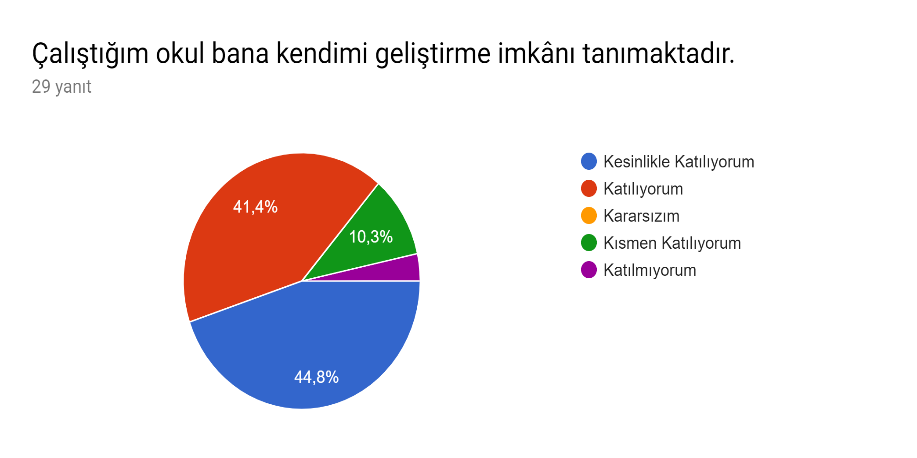 Çalıştığım okul bana kendimi geliştirme imkânı tanımaktadır.
29 yanıt
41,4%
10,3%
44,8%
Kesinlikle Katılıyorum
Katılıyorum
Kararsızım
Kısmen Katılıyorum
Katılmıyorum